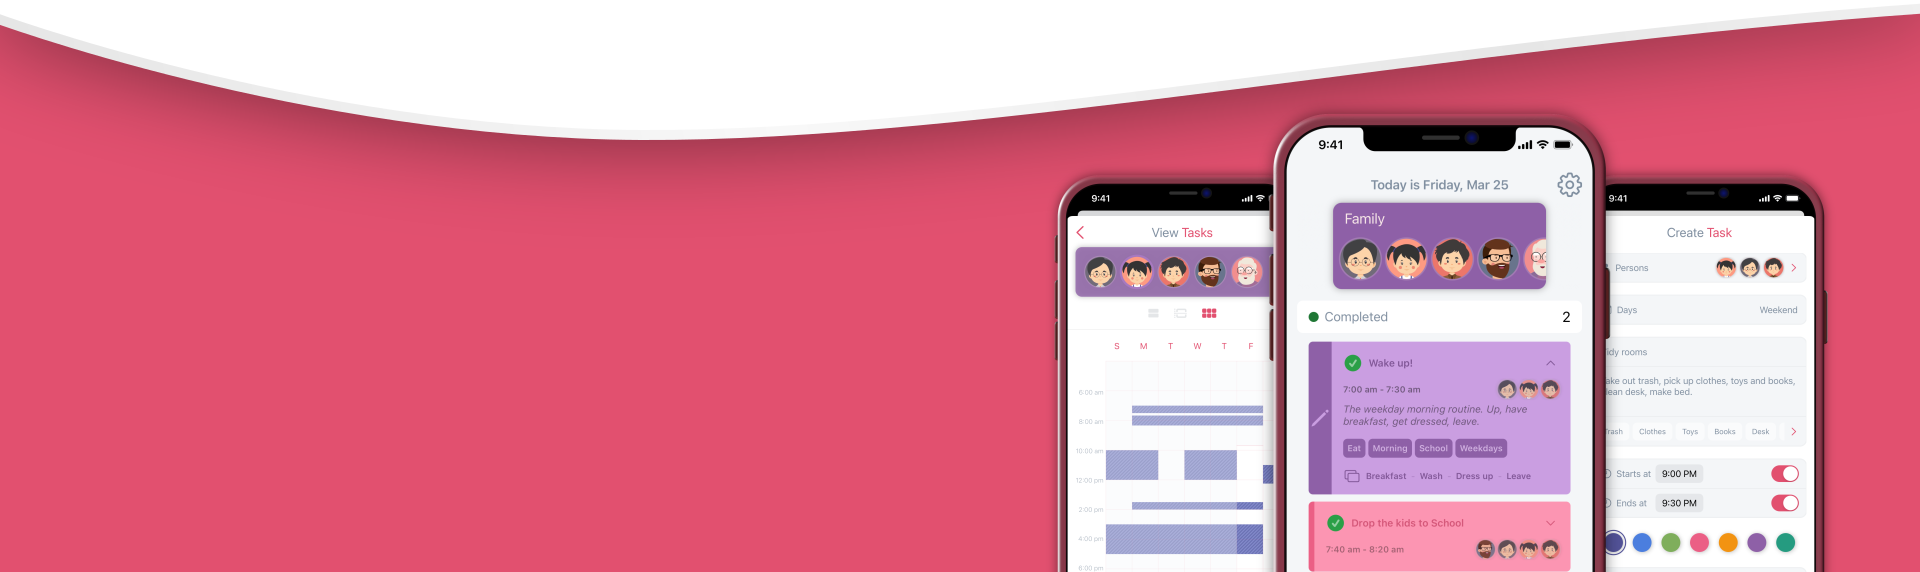 9:41
View Tasks
S M T W T F
6:00 am
8:00 am
10:00 am
12:00 pm
2:00 pm
4:00 pm
6:00 pm
9:41
Today is Friday, Mar 25
Family
Completed 2
Wake up!
7:00 am - 7:30 am
The weekday morning routine. Up, have
breakfast, get dressed, leave.
Eat Morning School Weekdays
Breakfast - Wash - Dress up - Leave
Drop the kids to School
7:40 am - 8:20 am
9:41
Create Task
Persons
Days Weekend
rooms
out trash, pick up clothes, toys and books,
desk, make bed.
Clothes Toys Books Desk
Starts at 9:00 PM
Ends at 9:30 PM